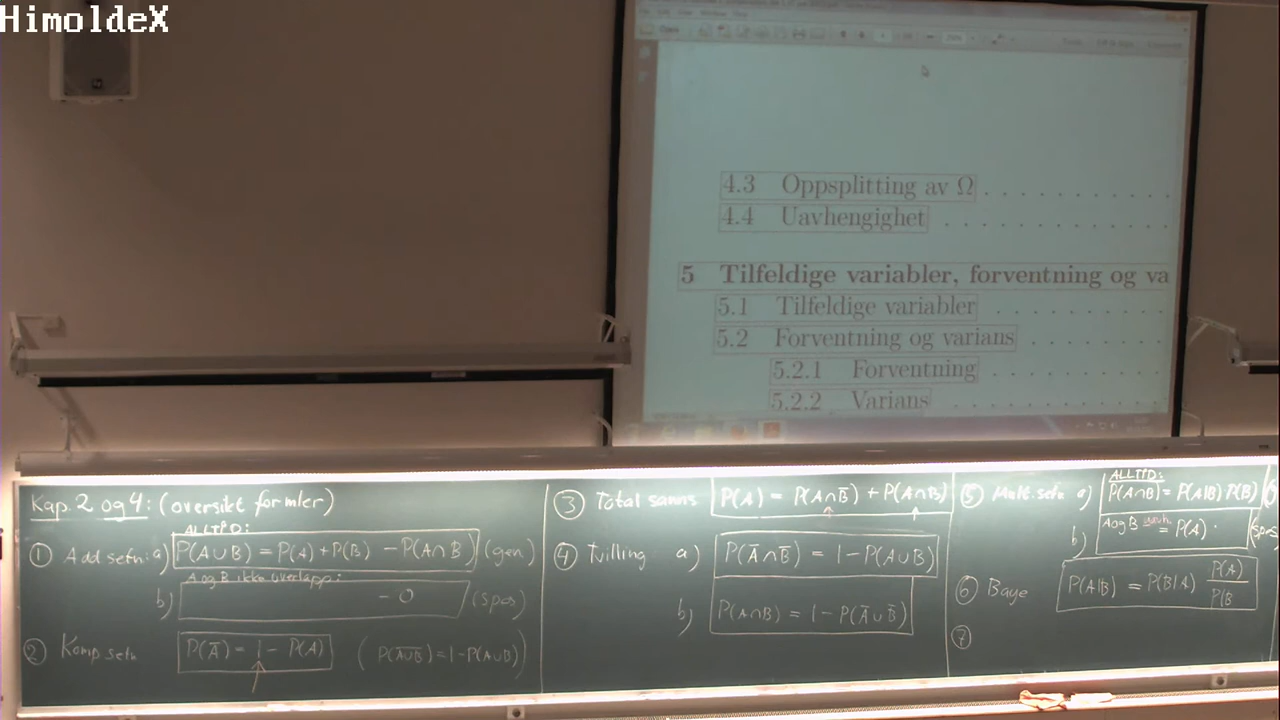 HimoldeX
4.3 Oppsplitting av Ω . . . . . . . . . . .
4.4 Uavhengighet . . . . . . . . . . . . .
5 Tilfeldige variabler, forventning og va
5.1 Tilfeldige variabler . . . . . . . . . . .
5.2 Forventning og varians . . . . . . . .
5.2.1 Forventning . . . . . . . . . . .
5.2.2 Varians . . . . . . . . . . . . .
Kap. 2 og 4: (oversikt formler)
ALLTID:
① Add setn: a) P(A∪B) = P(A) + P(B) - P(A∩B) (gen.)
A og B ikke overlapp:
b) - 0 (spes)
② Komp setn P(A̅) = 1 - P(A) (P(A̅∪̅B̅) = 1 - P(A∪B))
③ Total sanns P(A) = P(A∩B̅) + P(A∩B)
④ Tvilling a) P(A̅∩B̅) = 1 - P(A∪B)
b) P(A∩B) = 1 - P(A̅∪B̅)
ALLTID:
⑤ Mult. setn a) P(A∩B) = P(A|B) P(B)
A og B uavh
b) = P(A) · (spes
⑥ Baye P(A|B) = P(B|A) P(A)/P(B
⑦